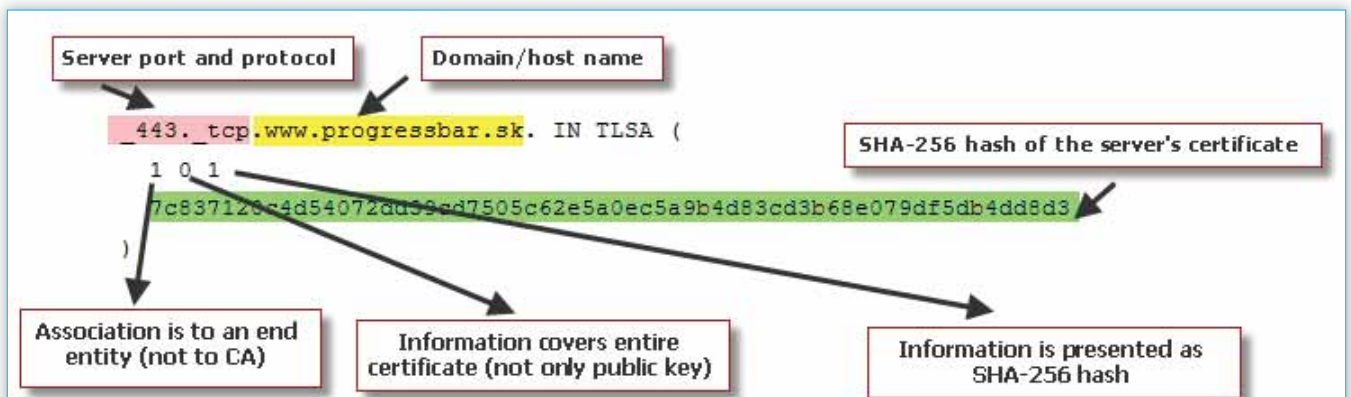 Server port and protocol
Domain/host name
_443._tcp.www.progressbar.sk. IN TLSA (
SHA-256 hash of the server's certificate
1 0 1
7c837120c4d54072dd39cd7505c62e5a0ec5a9b4d83cd3b68e079df5db4dd8d3
)
Association is to an end
entity (not to CA)
Information covers entire
certificate (not only public key)
Information is presented as
SHA-256 hash